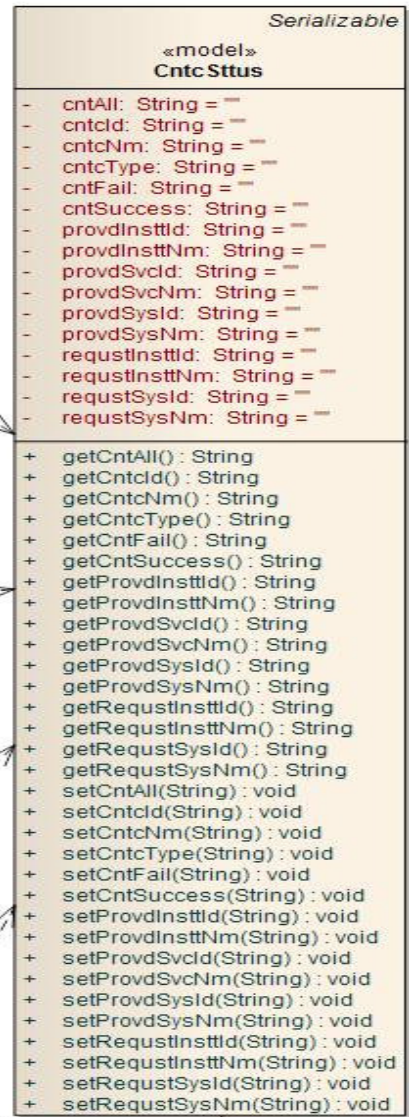 Serializable
«model»
CntcSttus
- cntAll: String = ""
- cntcId: String = ""
- cntcNm: String = ""
- cntcType: String = ""
- cntFail: String = ""
- cntSuccess: String = ""
- provdInsttId: String = ""
- provdInsttNm: String = ""
- provdSvcId: String = ""
- provdSvcNm: String = ""
- provdSysId: String = ""
- provdSysNm: String = ""
- requstInsttId: String = ""
- requstInsttNm: String = ""
- requstSysId: String = ""
- requstSysNm: String = ""
+ getCntAll() : String
+ getCntcId() : String
+ getCntcNm() : String
+ getCntcType() : String
+ getCntFail() : String
+ getCntSuccess() : String
+ getProvdInsttId() : String
+ getProvdInsttNm() : String
+ getProvdSvcId() : String
+ getProvdSvcNm() : String
+ getProvdSysId() : String
+ getProvdSysNm() : String
+ getRequstInsttId() : String
+ getRequstInsttNm() : String
+ getRequstSysId() : String
+ getRequstSysNm() : String
+ setCntAll(String) : void
+ setCntcId(String) : void
+ setCntcNm(String) : void
+ setCntcType(String) : void
+ setCntFail(String) : void
+ setCntSuccess(String) : void
+ setProvdInsttId(String) : void
+ setProvdInsttNm(String) : void
+ setProvdSvcId(String) : void
+ setProvdSvcNm(String) : void
+ setProvdSysId(String) : void
+ setProvdSysNm(String) : void
+ setRequstInsttId(String) : void
+ setRequstInsttNm(String) : void
+ setRequstSysId(String) : void
+ setRequstSysNm(String) : void